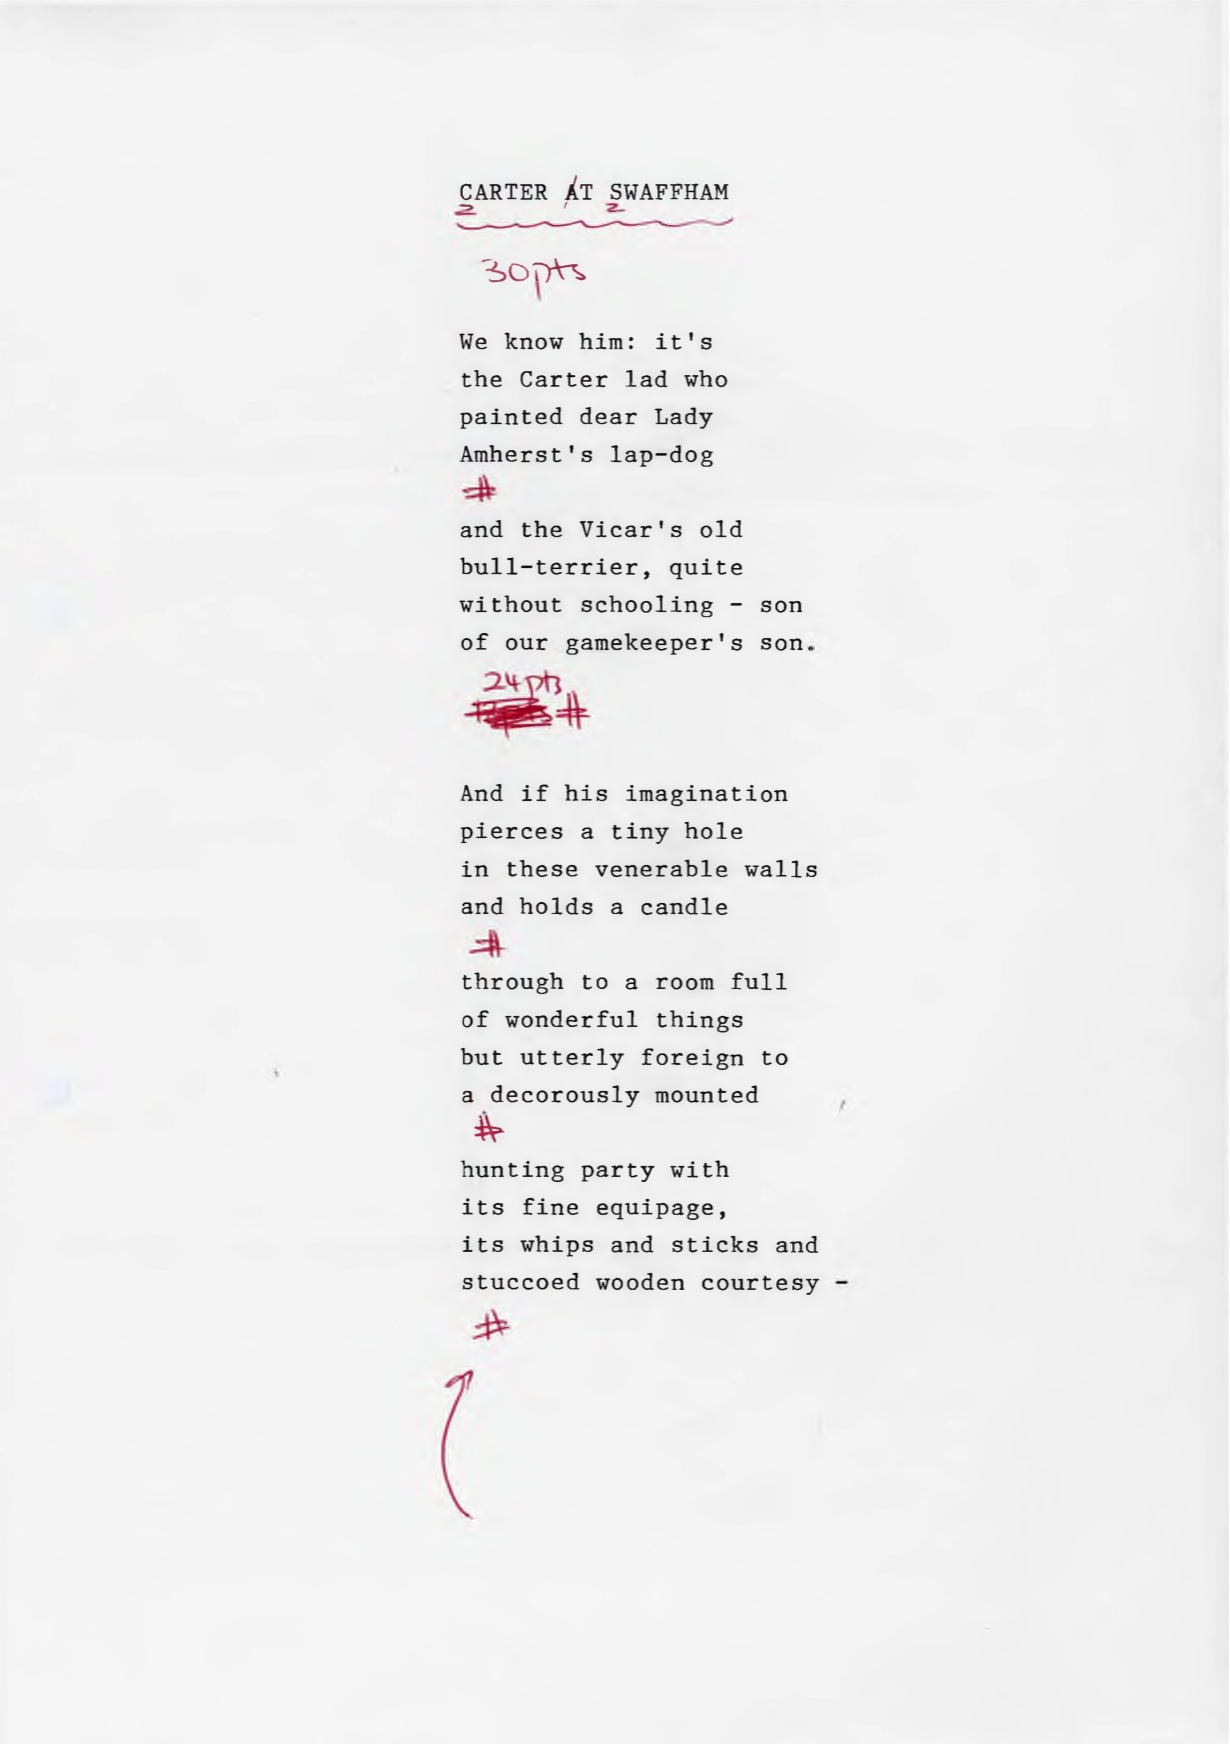 CARTER AT SWAFFHAM
30pts
We know him: it's
the Carter lad who
painted dear Lady
Amherst's lap-dog
#
and the Vicar's old
bull-terrier, quite
without schooling - son
of our gamekeeper's son.
24pts
#
And if his imagination
pierces a tiny hole
in these venerable walls
and holds a candle
#
through to a room full
of wonderful things
but utterly foreign to
a decorously mounted
#
hunting party with
its fine equipage,
its whips and sticks and
stuccoed wooden courtesy -
#